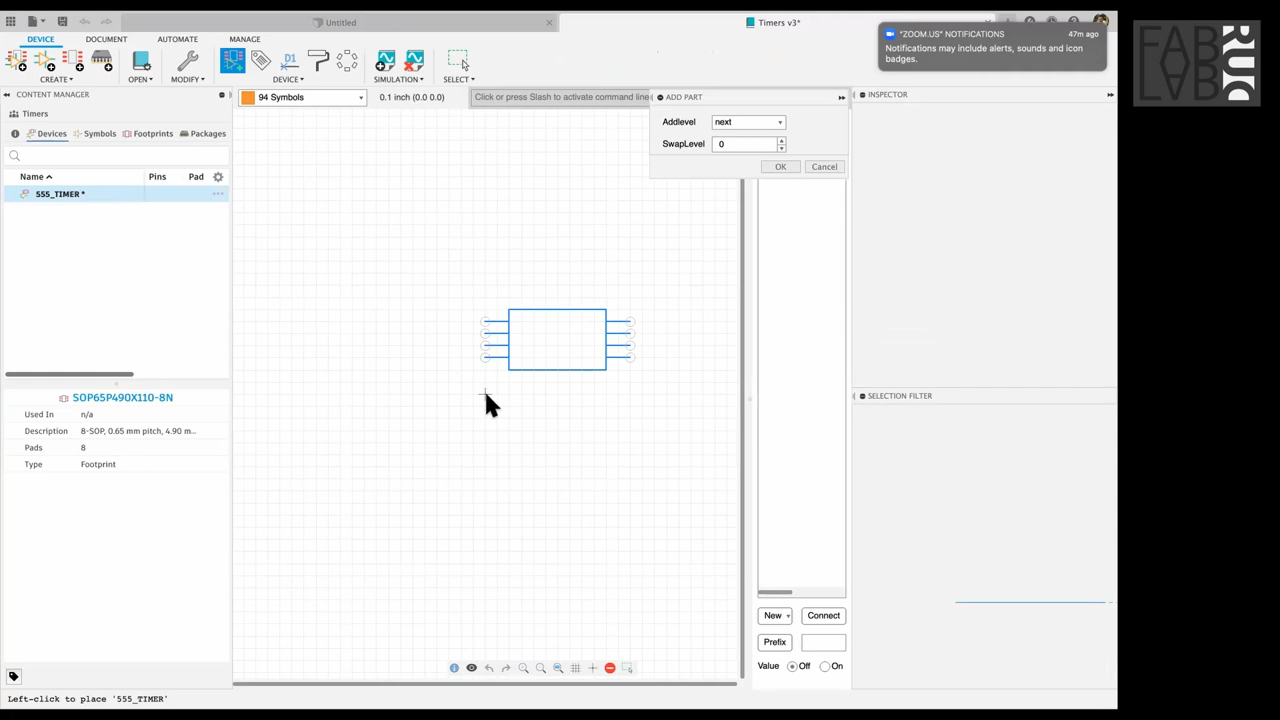 Untitled
Timers v3*
"ZOOM.US" NOTIFICATIONS
47m ago
Notifications may include alerts, sounds and icon
badges.
FAB
LAB
RUC
DEVICE
DOCUMENT
AUTOMATE
MANAGE
D1
CREATE
OPEN
MODIFY
DEVICE
SIMULATION
SELECT
CONTENT MANAGER
94 Symbols
0.1 inch (0.0 0.0)
Click or press Slash to activate command line
ADD PART
INSPECTOR
Timers
Addlevel
next
Devices
Symbols
Footprints
Packages
SwapLevel
0
OK
Cancel
Name
Pins
Pad
555_TIMER *
SOP65P490X110-8N
SELECTION FILTER
Used In
n/a
Description
8-SOP, 0.65 mm pitch, 4.90 m...
Pads
8
Type
Footprint
New
Connect
Prefix
Value
Off
On
Left-click to place '555_TIMER'